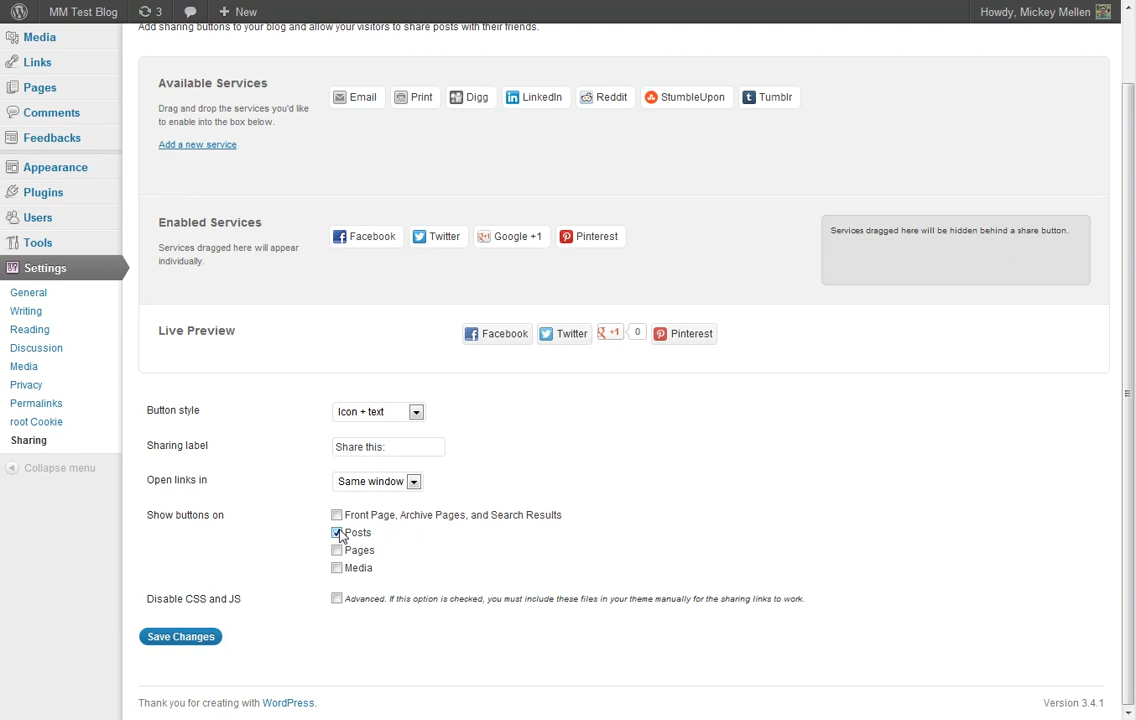 MM Test Blog 3 + New Howdy, Mickey Mellen
Add sharing buttons to your blog and allow your visitors to share posts with their friends.
Media
Links
Pages
Comments
Feedbacks
Appearance
Plugins
Users
Tools
Settings
General
Writing
Reading
Discussion
Media
Privacy
Permalinks
root Cookie
Sharing
Collapse menu
Available Services
Drag and drop the services you'd like
to enable into the box below.
Add a new service
Email Print Digg LinkedIn Reddit StumbleUpon Tumblr
Enabled Services
Services dragged here will appear
individually.
Facebook Twitter Google +1 Pinterest
Services dragged here will be hidden behind a share button.
Live Preview
Facebook Twitter +1 0 Pinterest
Button style Icon + text
Sharing label Share this:
Open links in Same window
Show buttons on Front Page, Archive Pages, and Search Results
Posts
Pages
Media
Disable CSS and JS Advanced. If this option is checked, you must include these files in your theme manually for the sharing links to work.
Save Changes
Thank you for creating with WordPress. Version 3.4.1